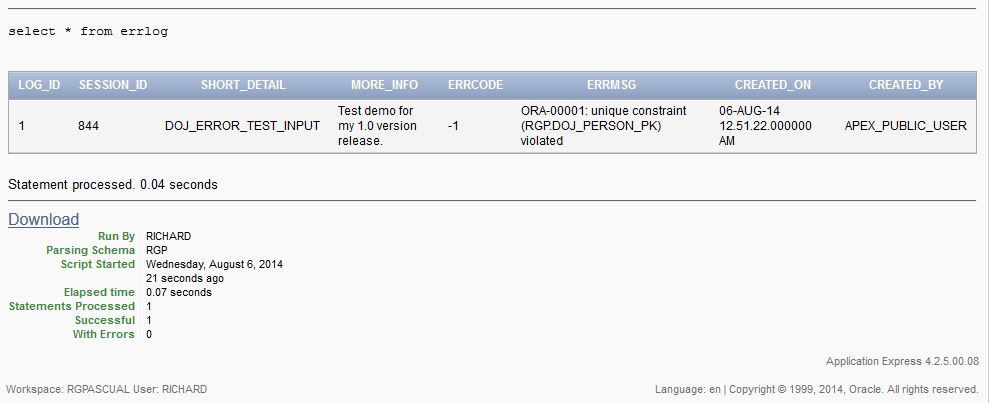 select * from errlog
LOG_ID SESSION_ID SHORT_DETAIL MORE_INFO ERRCODE ERRMSG CREATED_ON CREATED_BY
1 844 DOJ_ERROR_TEST_INPUT Test demo for my 1.0 version release. -1 ORA-00001: unique constraint (RGP.DOJ_PERSON_PK) violated 06-AUG-14 12.51.22.000000 AM APEX_PUBLIC_USER
Statement processed. 0.04 seconds
Download
Run By RICHARD
Parsing Schema RGP
Script Started Wednesday, August 6, 2014
21 seconds ago
Elapsed time 0.07 seconds
Statements Processed 1
Successful 1
With Errors 0
Application Express 4.2.5.00.08
Workspace: RGPASCUAL User: RICHARD
Language: en | Copyright © 1999, 2014, Oracle. All rights reserved.